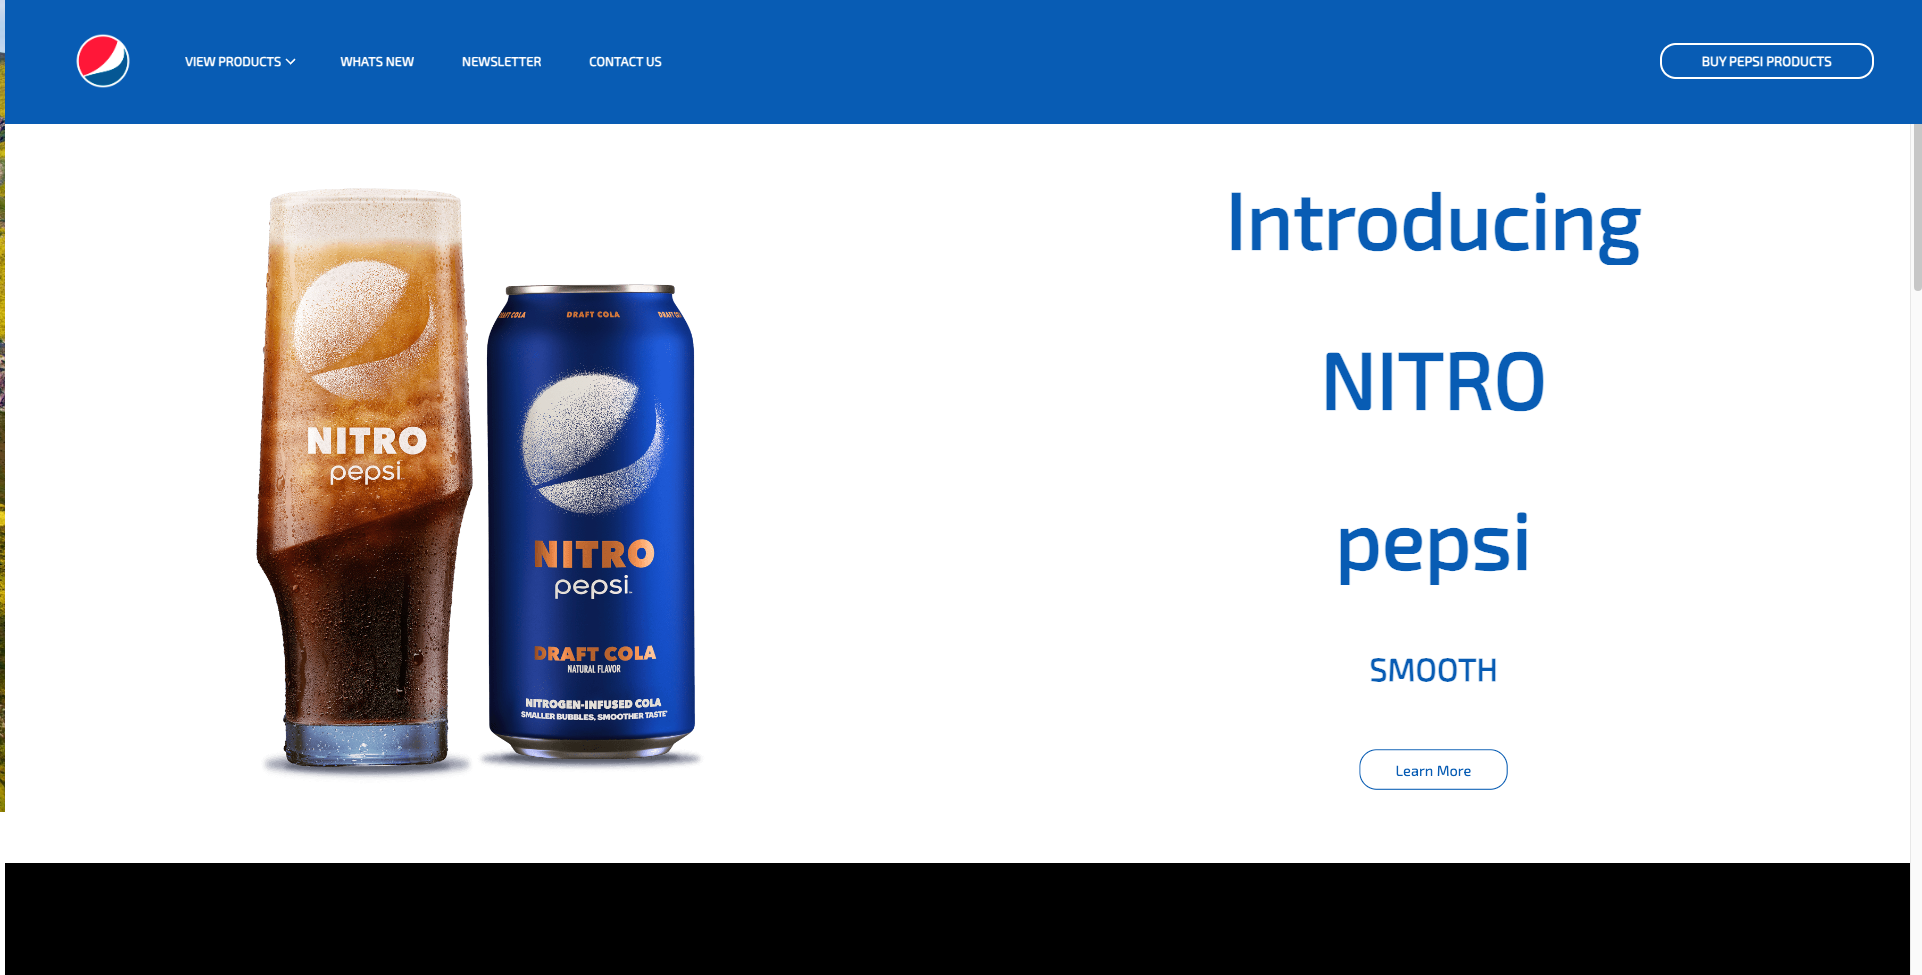 VIEW PRODUCTS
WHATS NEW
NEWSLETTER
CONTACT US
BUY PEPSI PRODUCTS
NITRO
pepsi
DRAFT COLA
NITRO
pepsi
DRAFT COLA
NATURAL FLAVOR
NITROGEN-INFUSED COLA
SMALLER BUBBLES, SMOOTHER TASTE
Introducing
NITRO
pepsi
SMOOTH
Learn More